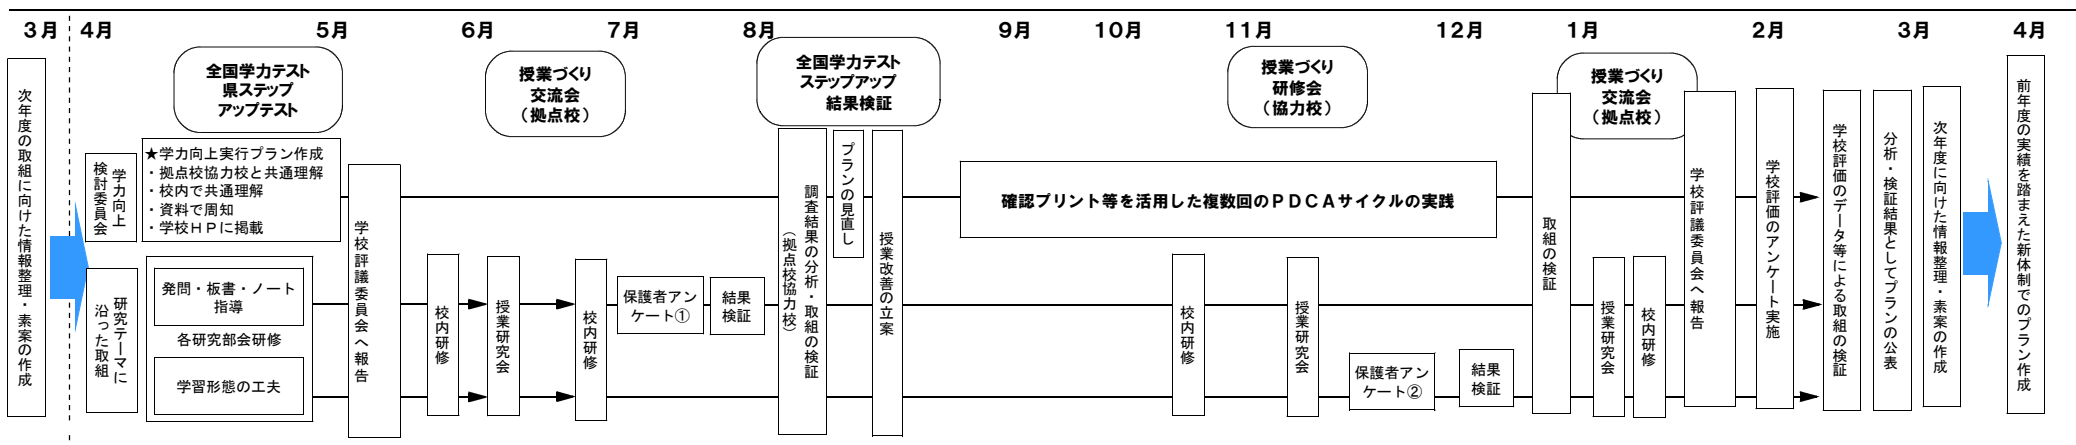 ３月
４月
５月
６月
７月
８月
９月
１０月
１１月
１２月
１月
２月
３月
４月
次年度の取組に向けた情報整理・素案の作成
全国学力テスト
県ステップ
アップテスト
学力向上
検討委員会
★学力向上実行プラン作成
・拠点校協力校と共通理解
・校内で共通理解
・資料で周知
・学校ＨＰに掲載
研究テーマに
沿った取組
発問・板書・ノート
指導
各研究部会研修
学習形態の工夫
学校評議委員会へ報告
校内研修
授業づくり
交流会
（拠点校）
授業研究会
校内研修
保護者アン
ケート①
結果
検証
全国学力テスト
ステップアップ
結果検証
調査結果の分析・取組の検証
（拠点校協力校）
プランの見直し
授業改善の立案
確認プリント等を活用した複数回のＰＤＣＡサイクルの実践
校内研修
授業づくり
研修会
（協力校）
授業研究会
保護者アン
ケート②
結果
検証
取組の検証
授業づくり
交流会
（拠点校）
授業研究会
校内研修
学校評議委員会へ報告
学校評価のアンケート実施
学校評価のデータ等による取組の検証
分析・検証結果としてプランの公表
次年度に向けた情報整理・素案の作成
前年度の実績を踏まえた新体制でのプラン作成